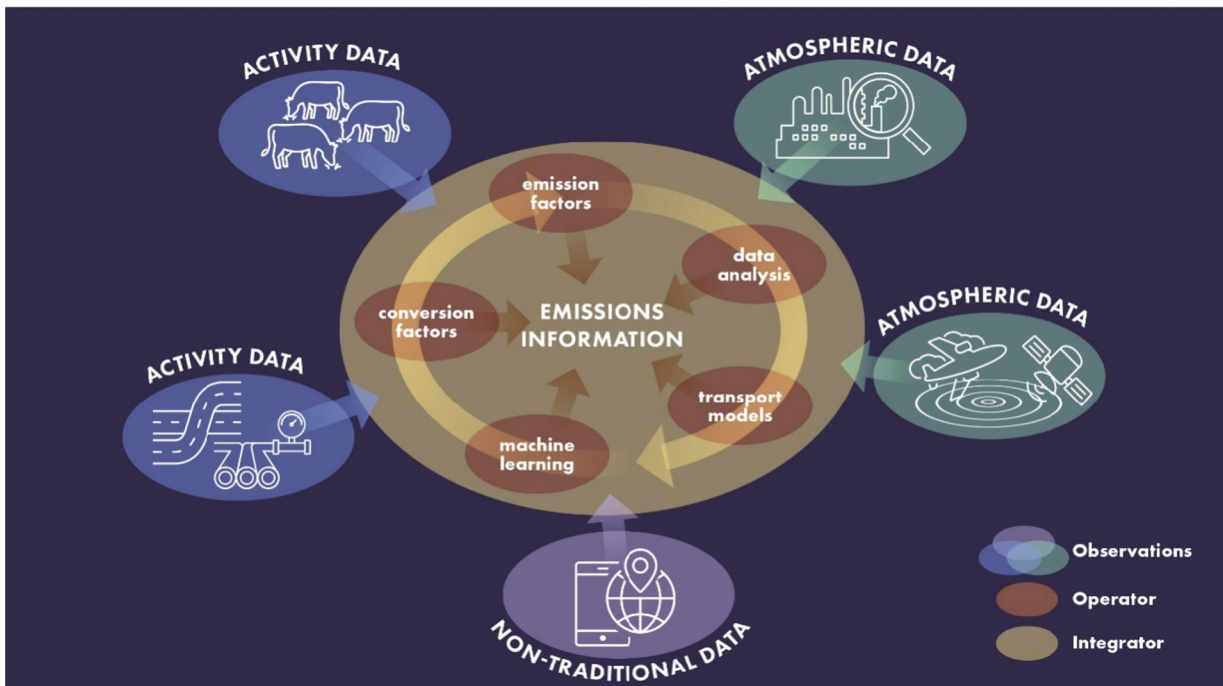 ACTIVITY DATA
ATMOSPHERIC DATA
emission
factors
data
analysis
conversion
factors
EMISSIONS
INFORMATION
ATMOSPHERIC DATA
ACTIVITY DATA
transport
models
machine
learning
NON-TRADITIONAL DATA
Observations
Operator
Integrator